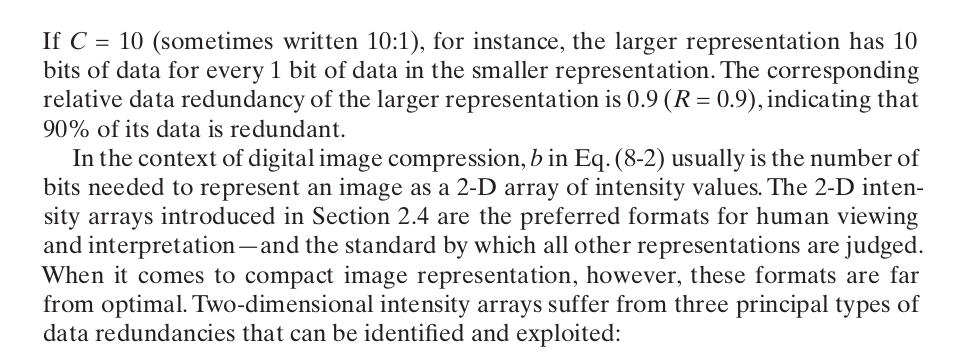 If C = 10 (sometimes written 10:1), for instance, the larger representation has 10
bits of data for every 1 bit of data in the smaller representation. The corresponding
relative data redundancy of the larger representation is 0.9 (R = 0.9), indicating that
90% of its data is redundant.
In the context of digital image compression, b in Eq. (8-2) usually is the number of
bits needed to represent an image as a 2-D array of intensity values. The 2-D inten-
sity arrays introduced in Section 2.4 are the preferred formats for human viewing
and interpretation—and the standard by which all other representations are judged.
When it comes to compact image representation, however, these formats are far
from optimal. Two-dimensional intensity arrays suffer from three principal types of
data redundancies that can be identified and exploited: